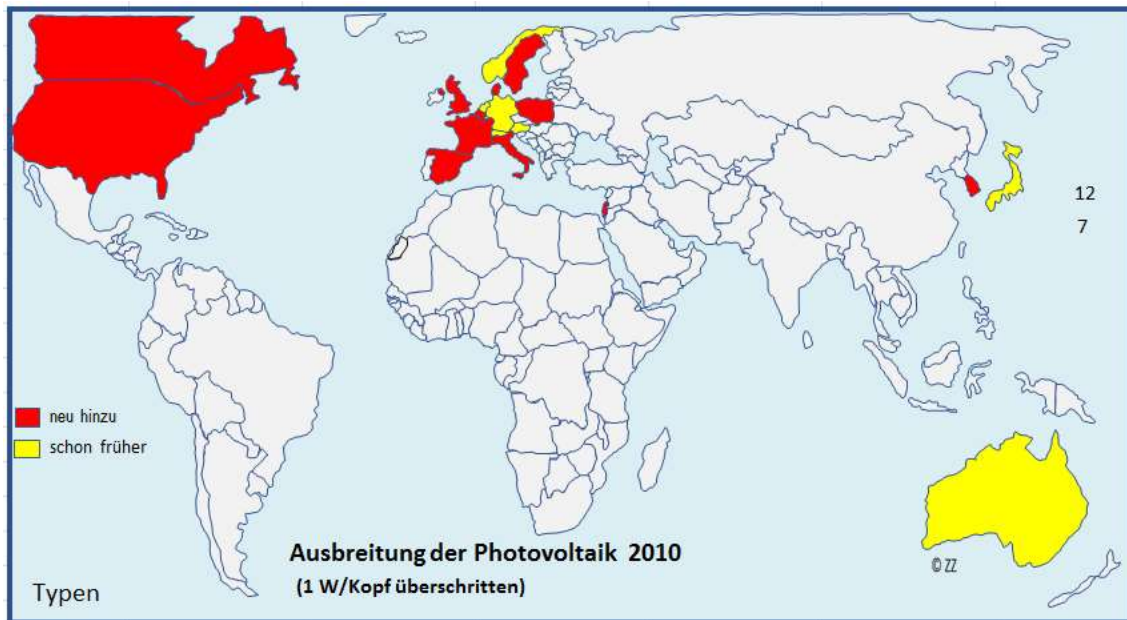 12
7
neu hinzu
schon früher
Ausbreitung der Photovoltaik 2010
(1 W/Kopf überschritten)
© ZZ
Typen